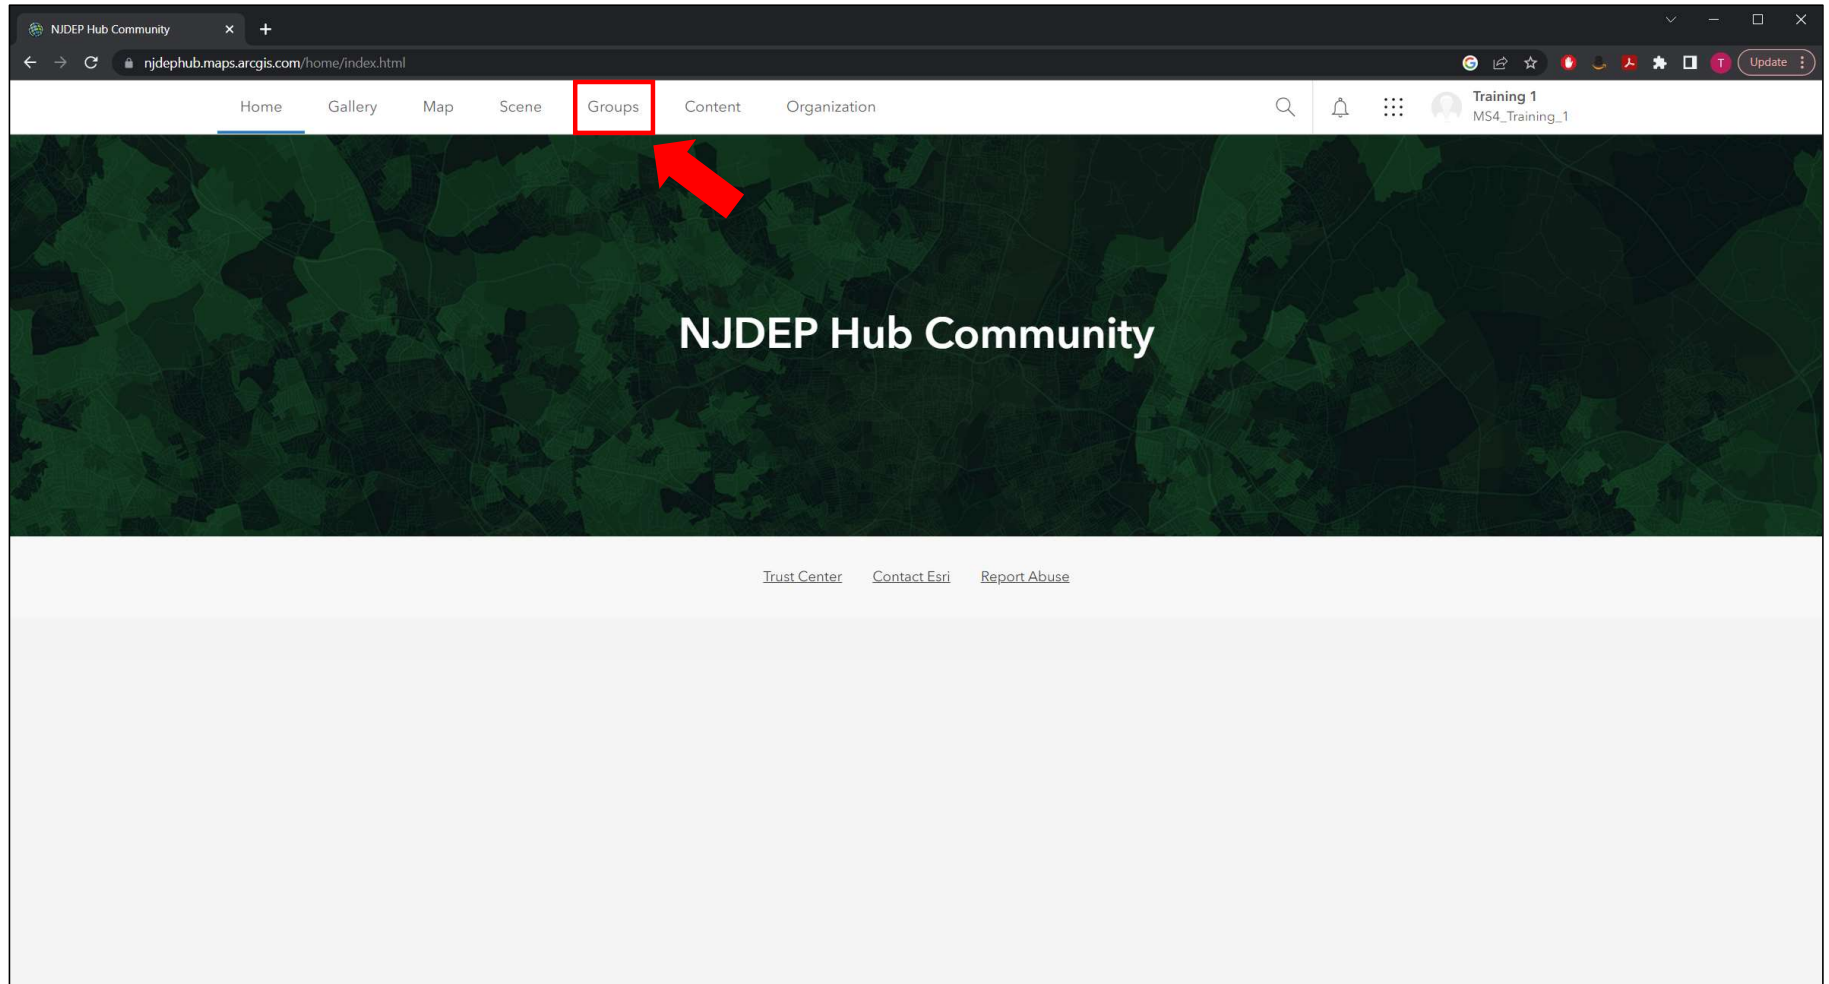 NJDEP Hub Community
njdephub.maps.arcgis.com/home/index.html
T
Update
Home Gallery Map Scene Groups Content Organization
Training 1
MS4_Training_1
NJDEP Hub Community
Trust Center Contact Esri Report Abuse